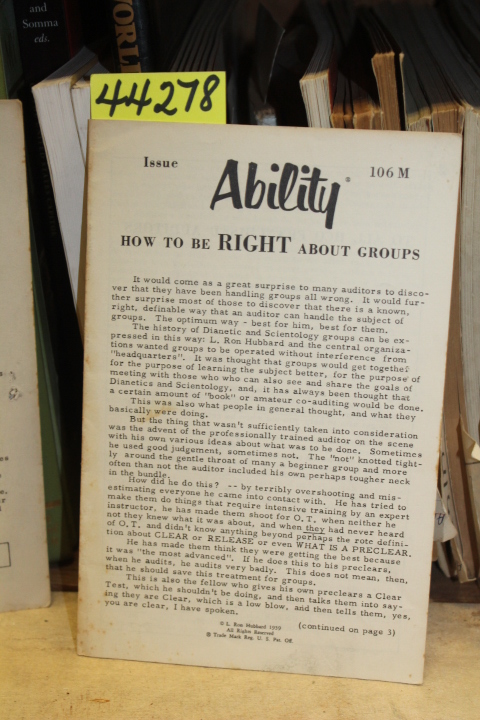 and
Somma
eds.
44278
Issue
Ability®
106 M
HOW TO BE RIGHT ABOUT GROUPS
It would come as a great surprise to many auditors to disco-
ver that they have been handling groups all wrong. It would fur-
ther surprise most of those to discover that there is a known,
right, definable way that an auditor can handle the subject of
groups. The optimum way - best for him, best for them.
The history of Dianetic and Scientology groups can be ex-
pressed in this way: L. Ron Hubbard and the central organiza-
tions wanted groups to be operated without interference from
"headquarters". It was thought that groups would get together
for the purpose of learning the subject better, for the purpose of
meeting with those who who can also see and share the goals of
Dianetics and Scientology, and, it has always been thought that
a certain amount of "book" or amateur co-auditing would be done.
This was also what people in general thought, and what they
basically were doing.
But the thing that wasn't sufficiently taken into consideration
was the advent of the professionally trained auditor on the scene
with his own various ideas about what was to be done. Sometimes
he used good judgement, sometimes not. The "not" knotted tight-
ly around the gentle throat of many a beginner group and more
often than not the auditor included his own perhaps tougher neck
in the bundle.
How did he do this? -- by terribly overshooting and mis-
estimating everyone he came into contact with. He has tried to
make them do things that require intensive training by an expert
instructor, he has made them shoot for O.T. when neither he
not they knew what it was about, and when they had never heard
of O.T. and didn't know anything beyond perhaps the rote defini-
tion about CLEAR or RELEASE or even WHAT IS A PRECLEAR.
He has made them think they were getting the best because
it was "the most advanced". If he does this to his preclears,
when he audits, he audits very badly. This does not mean, then,
that he should save this treatment for groups.
This is also the fellow who gives his own preclears a Clear
Test, which he shouldn't be doing, and then talks them into say-
ing they are Clear, which is a low blow, and then tells them, yes,
you are clear, I have spoken.
(continued on page 3)
© L. Ron Hubbard 1959
All Rights Reserved
® Trade Mark Reg. U. S. Pat. Off.